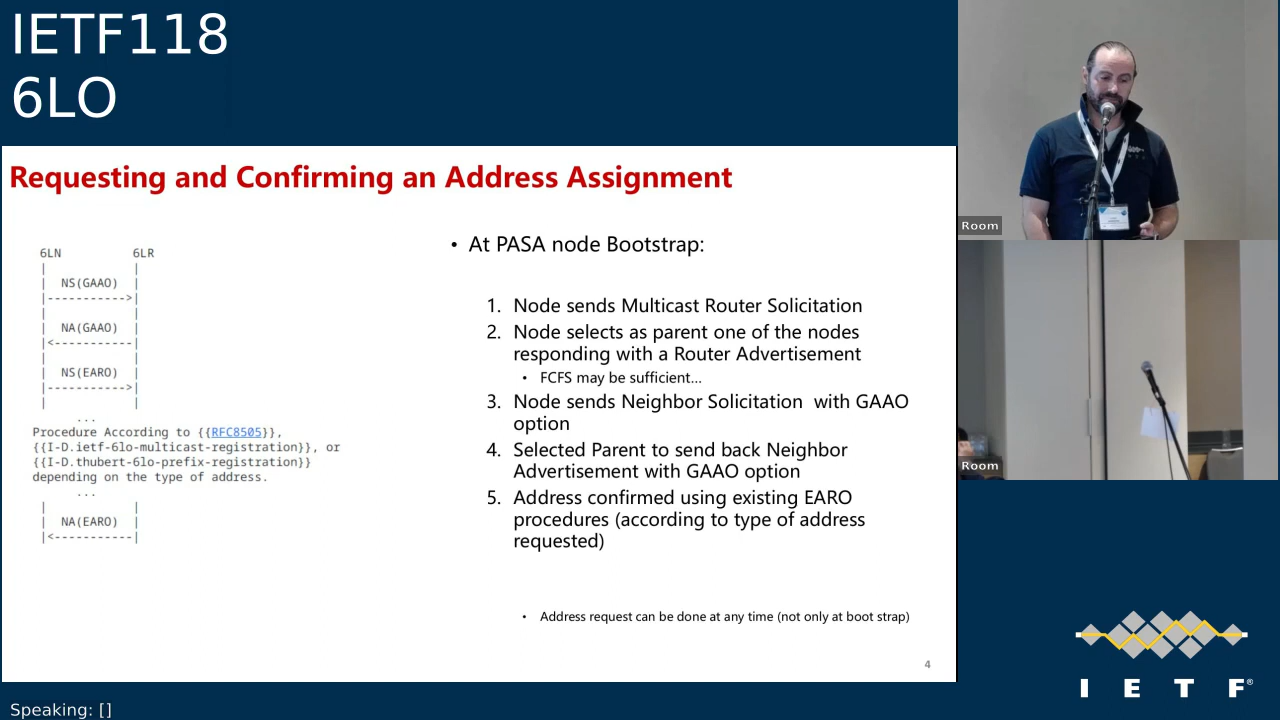 IETF118
6LO
Requesting and Confirming an Address Assignment
6LN 6LR
| |
| NS(GAAO) |
|----------->|
| |
| NA(GAAO) |
|<-----------|
| |
| NS(EARO) |
|----------->|
| |
...
Procedure According to {{RFC8505}},
{{I-D.ietf-6lo-multicast-registration}}, or
{{I-D.thubert-6lo-prefix-registration}}
depending on the type of address.
...
| |
| NA(EARO) |
|<-----------|
• At PASA node Bootstrap:
1. Node sends Multicast Router Solicitation
2. Node selects as parent one of the nodes
responding with a Router Advertisement
• FCFS may be sufficient...
3. Node sends Neighbor Solicitation with GAAO
option
4. Selected Parent to send back Neighbor
Advertisement with GAAO option
5. Address confirmed using existing EARO
procedures (according to type of address
requested)
• Address request can be done at any time (not only at boot strap)
4
Room
Room
I E T F®
Speaking: []